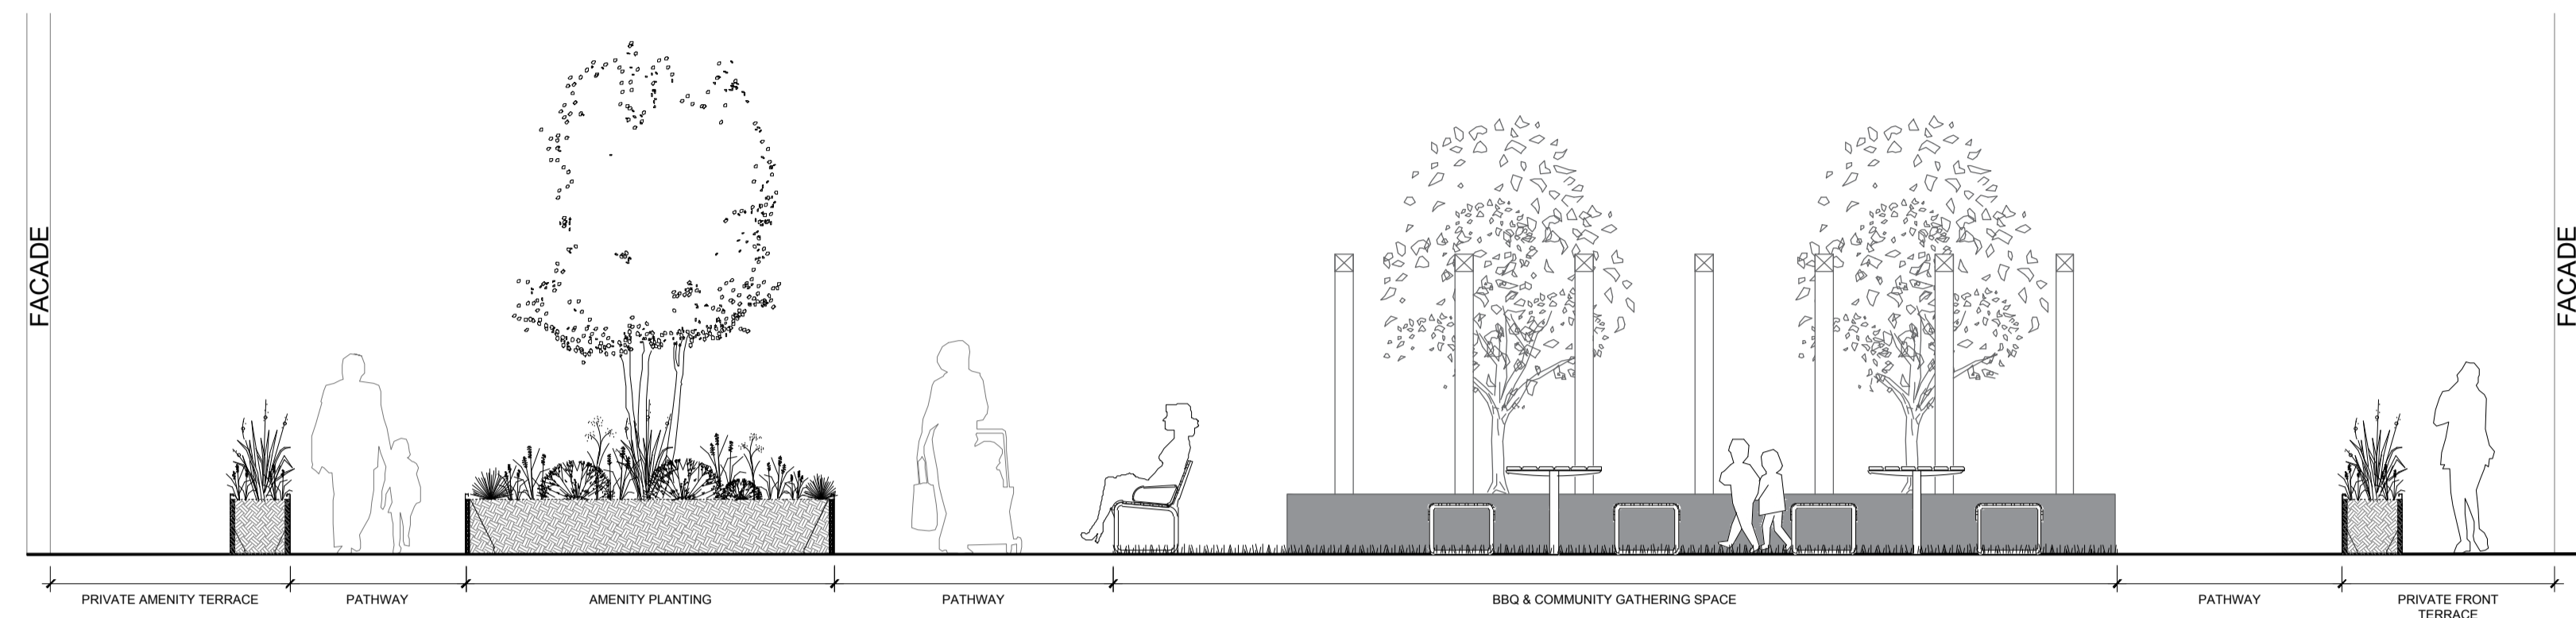 FACADE
FACADE
PRIVATE AMENITY TERRACE
PATHWAY
AMENITY PLANTING
PATHWAY
BBQ & COMMUNITY GATHERING SPACE
PATHWAY
PRIVATE FRONT
TERRACE